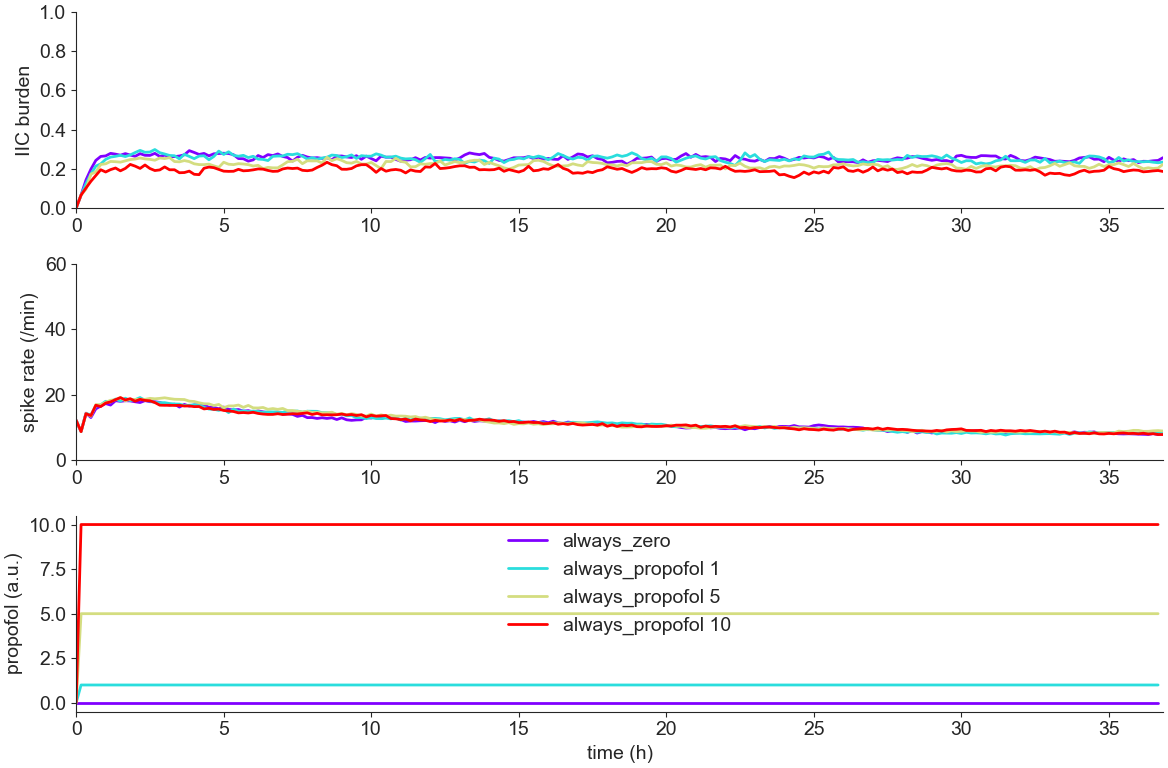 IIC burden
1.0
0.8
0.6
0.4
0.2
0.0
0 5 10 15 20 25 30 35
spike rate (/min)
60
40
20
0
0 5 10 15 20 25 30 35
propofol (a.u.)
10.0
7.5
5.0
2.5
0.0
always_zero
always_propofol 1
always_propofol 5
always_propofol 10
0 5 10 15 20 25 30 35
time (h)